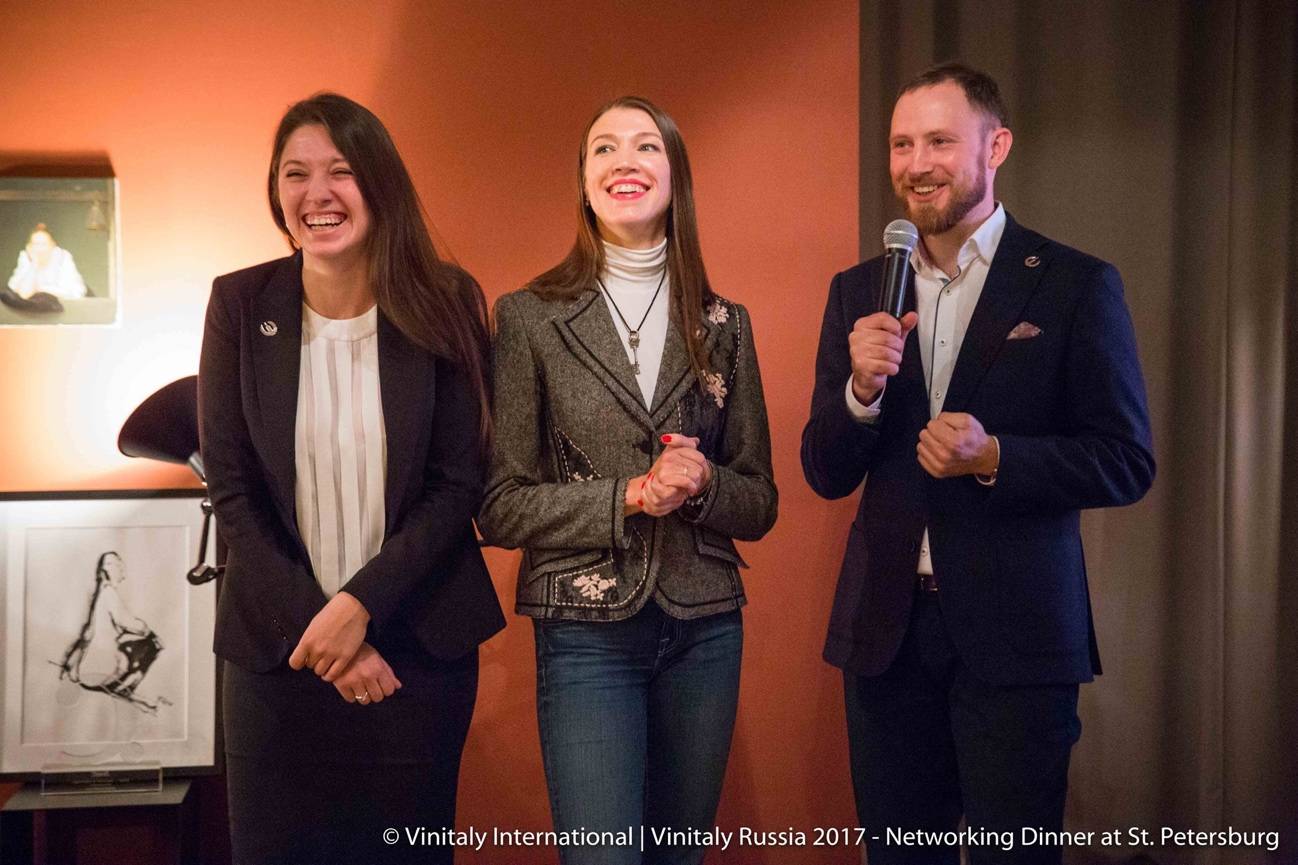 © Vinitaly International | Vinitaly Russia 2017 - Networking Dinner at St. Petersburg